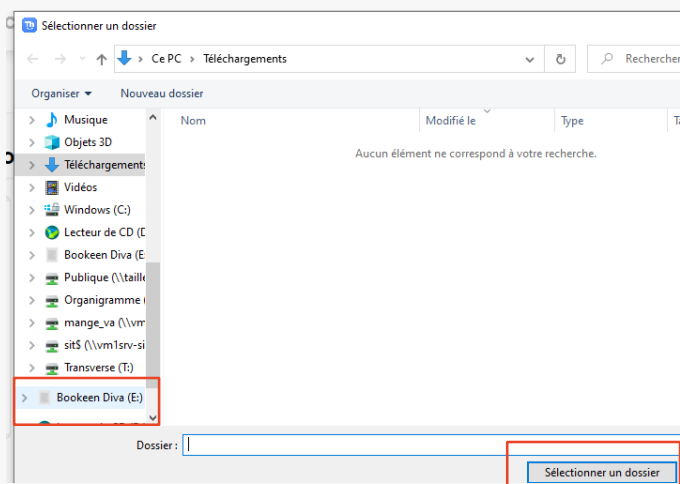 Sélectionner un dossier
Ce PC > Téléchargements
Rechercher
Organiser
Nouveau dossier
Musique
Nom
Modifié le
Type
Objets 3D
Aucun élément ne correspond à votre recherche.
Téléchargements
Vidéos
Windows (C:)
Lecteur de CD (D
Bookeen Diva (E:
Publique (\\taille
Organigramme (
mange_va (\\vm
sit$ (\\vm1srv-si
Transverse (T:)
Bookeen Diva (E:)
Dossier :
Sélectionner un dossier